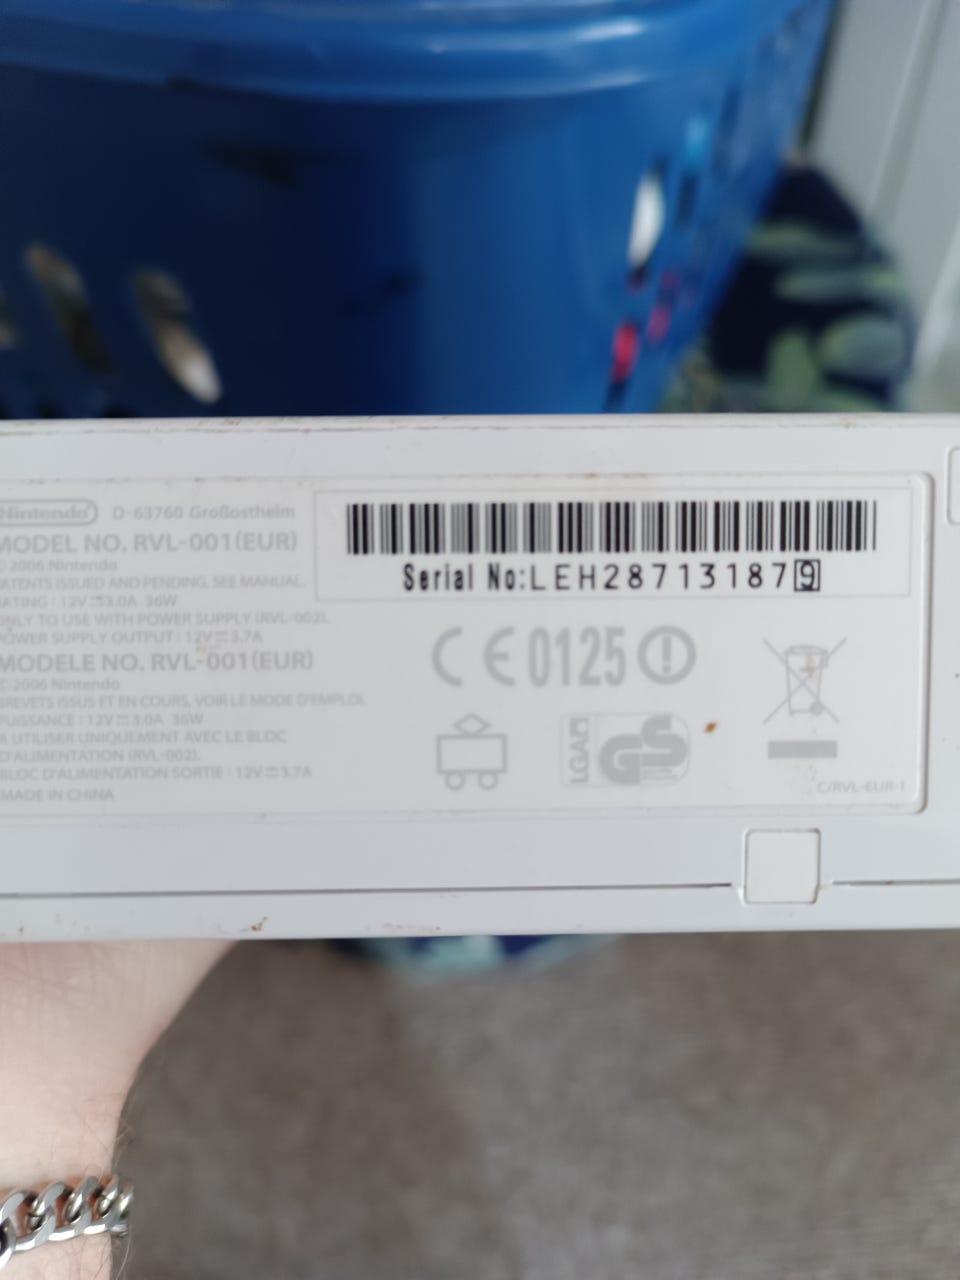 Nintendo D-63760 Großostheim
MODEL NO. RVL-001(EUR)
©2006 Nintendo
PATENTS ISSUED AND PENDING, SEE MANUAL.
RATING : 12V⎓3.0A 36W
ONLY TO USE WITH POWER SUPPLY (RVL-002).
POWER SUPPLY OUTPUT : 12V⎓3.7A
MODELE NO. RVL-001(EUR)
©2006 Nintendo
BREVETS ISSUS ET EN COURS, VOIR LE MODE D'EMPLOI.
PUISSANCE : 12V⎓3.0A 36W
A UTILISER UNIQUEMENT AVEC LE BLOC
D'ALIMENTATION (RVL-002).
BLOC D'ALIMENTATION SORTIE : 12V⎓3.7A
MADE IN CHINA
Serial No:LEH287131879
CE0125
LGA
GS
C/RVL-EUR-1